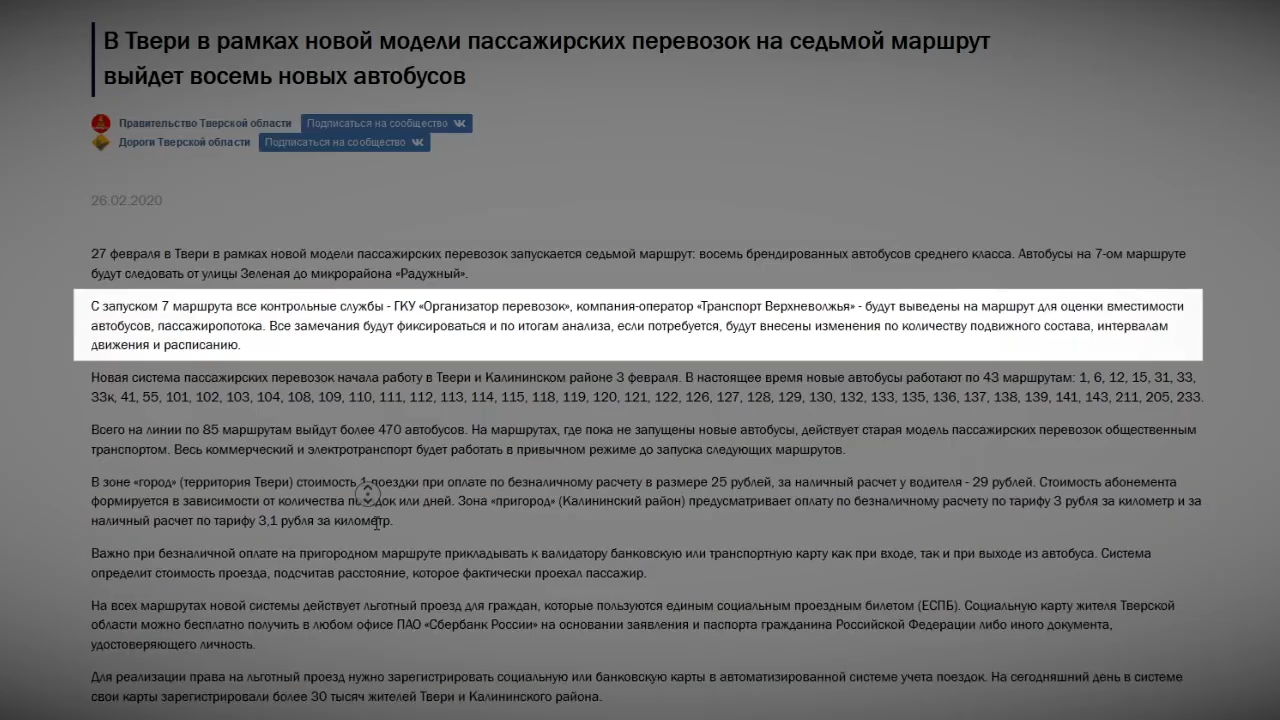 В Твери в рамках новой модели пассажирских перевозок на седьмой маршрут
выйдет восемь новых автобусов
Правительство Тверской области Подписаться на сообщество
Дороги Тверской области Подписаться на сообщество
26.02.2020
27 февраля в Твери в рамках новой модели пассажирских перевозок запускается седьмой маршрут: восемь брендированных автобусов среднего класса. Автобусы на 7-ом маршруте
будут следовать от улицы Зеленая до микрорайона «Радужный».
С запуском 7 маршрута все контрольные службы - ГКУ «Организатор перевозок», компания-оператор «Транспорт Верхневолжья» - будут выведены на маршрут для оценки вместимости
автобусов, пассажиропотока. Все замечания будут фиксироваться и по итогам анализа, если потребуется, будут внесены изменения по количеству подвижного состава, интервалам
движения и расписанию.
Новая система пассажирских перевозок начала работу в Твери и Калининском районе 3 февраля. В настоящее время новые автобусы работают по 43 маршрутам: 1, 6, 12, 15, 31, 33,
33к, 41, 55, 101, 102, 103, 104, 108, 109, 110, 111, 112, 113, 114, 115, 118, 119, 120, 121, 122, 126, 127, 128, 129, 130, 132, 133, 135, 136, 137, 138, 139, 141, 143, 211, 205, 233.
Всего на линии по 85 маршрутам выйдут более 470 автобусов. На маршрутах, где пока не запущены новые автобусы, действует старая модель пассажирских перевозок общественным
транспортом. Весь коммерческий и электротранспорт будет работать в привичном режиме до запуска следующих маршрутов.
В зоне «город» (территория Твери) стоимость 1 поездки при оплате по безналичному расчету в размере 25 рублей, за наличный расчет у водителя - 29 рублей. Стоимость абонемента
формируется в зависимости от количества поездок или дней. Зона «пригород» (Калининский район) предусматривает оплату по безналичному расчету по тарифу 3 рубля за километр и за
наличный расчет по тарифу 3,1 рубля за километр.
Важно при безналичной оплате на пригородном маршруте прикладывать к валидатору банковскую или транспортную карту как при входе, так и при выходе из автобуса. Система
определит стоимость проезда, подсчитав расстояние, которое фактически проехал пассажир.
На всех маршрутах новой системы действует льготный проезд для граждан, которые пользуются единым социальным проездным билетом (ЕСПБ). Социальную карту жителя Тверской
области можно бесплатно получить в любом офисе ПАО «Сбербанк России» на основании заявления и паспорта гражданина Российской Федерации либо иного документа,
удостоверяющего личность.
Для реализации права на льготный проезд нужно зарегистрировать социальную или банковскую карты в автоматизированной системе учета поездок. На сегодняшний день в системе
свои карты зарегистрировали более 30 тысяч жителей Твери и Калининского района.